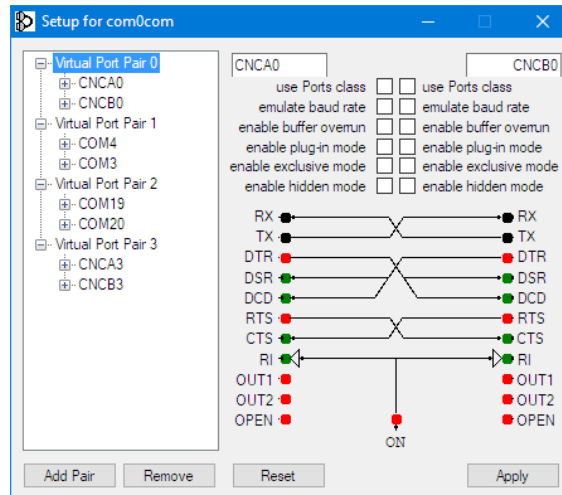 Setup for com0com
Virtual Port Pair 0
CNCA0
CNCB0
Virtual Port Pair 1
COM4
COM3
Virtual Port Pair 2
COM19
COM20
Virtual Port Pair 3
CNCA3
CNCB3
CNCA0 CNCB0
use Ports class use Ports class
emulate baud rate emulate baud rate
enable buffer overrun enable buffer overrun
enable plug-in mode enable plug-in mode
enable exclusive mode enable exclusive mode
enable hidden mode enable hidden mode
RX RX
TX TX
DTR DTR
DSR DSR
DCD DCD
RTS RTS
CTS CTS
RI RI
OUT1 OUT1
OUT2 OUT2
OPEN OPEN
ON
Add Pair Remove Reset Apply